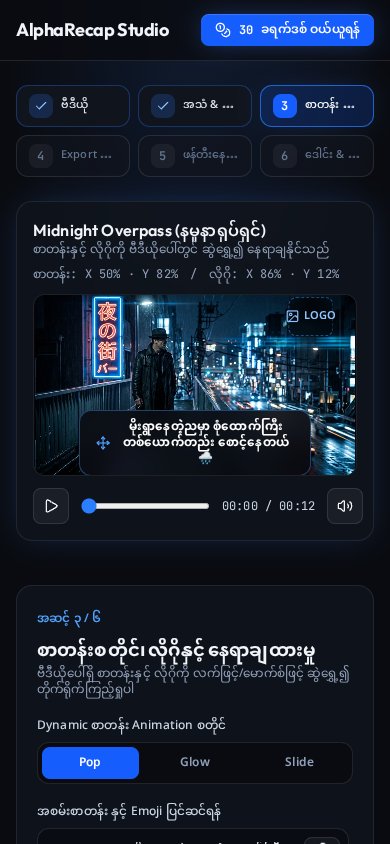 AlphaRecap Studio
30 ခရက်ဒစ် ဝယ်ယူရန်
ဗီဒီယို
အသံ & ...
3 စာတန်း ...
4 Export ...
5 ဖန်တီးနေ...
6 ဒေါင်း & ...
Midnight Overpass (နမူနာရုပ်ရှင်)
စာတန်းနှင့် လိုဂိုကို ဗီဒီယိုပေါ်တွင် ဆွဲရွှေ့၍ နေရာချနိုင်သည်
စာတန်း: X 50% · Y 82% / လိုဂို: X 86% · Y 12%
夜の街
バー
LOGO
မိုးရွာနေတဲ့ညမှာ စုံထောက်ကြီး
တစ်ယောက်တည်း စောင့်နေတယ်
🌧️
00:00 / 00:12
အဆင့် ၃ / ၆
စာတန်းစတိုင်၊ လိုဂိုနှင့် နေရာချထားမှု
ဗီဒီယိုပေါ်ရှိ စာတန်းနှင့် လိုဂိုကို လက်ဖြင့်/မောက်စ်ဖြင့် ဆွဲရွှေ့၍
တိုက်ရိုက်ကြည့်ရှုပါ
Dynamic စာတန်း Animation စတိုင်
Pop
Glow
Slide
အစမ်းစာတန်း နှင့် Emoji ပြင်ဆင်ရန်